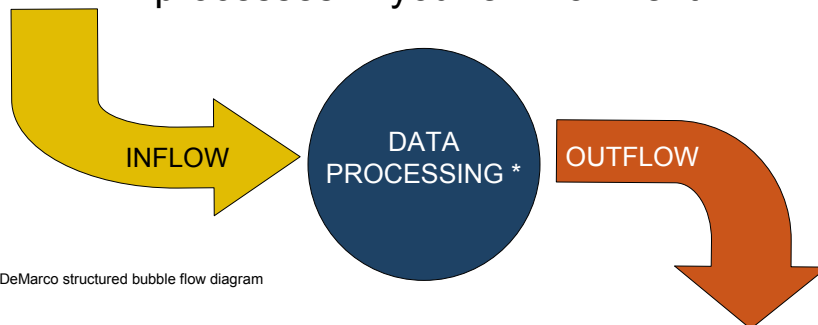 INFLOW
DATA
PROCESSING *
OUTFLOW
DeMarco structured bubble flow diagram